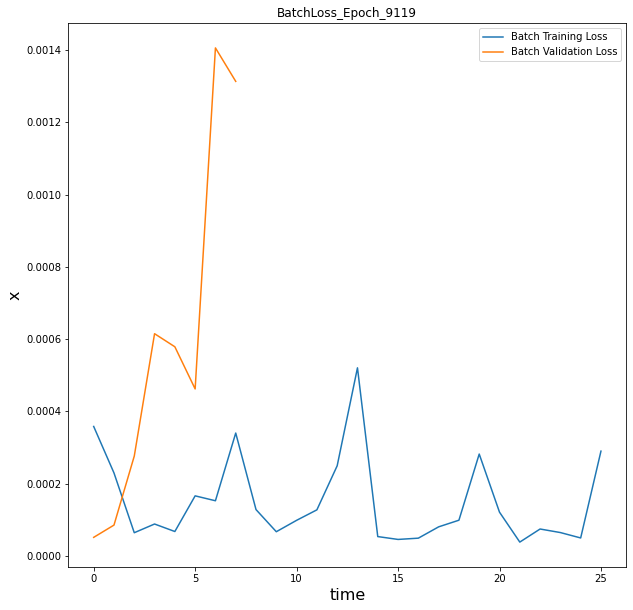 BatchLoss_Epoch_9119
Batch Training Loss
Batch Validation Loss
0.0014
0.0012
0.0010
0.0008
0.0006
0.0004
0.0002
0.0000
x
0 5 10 15 20 25
time